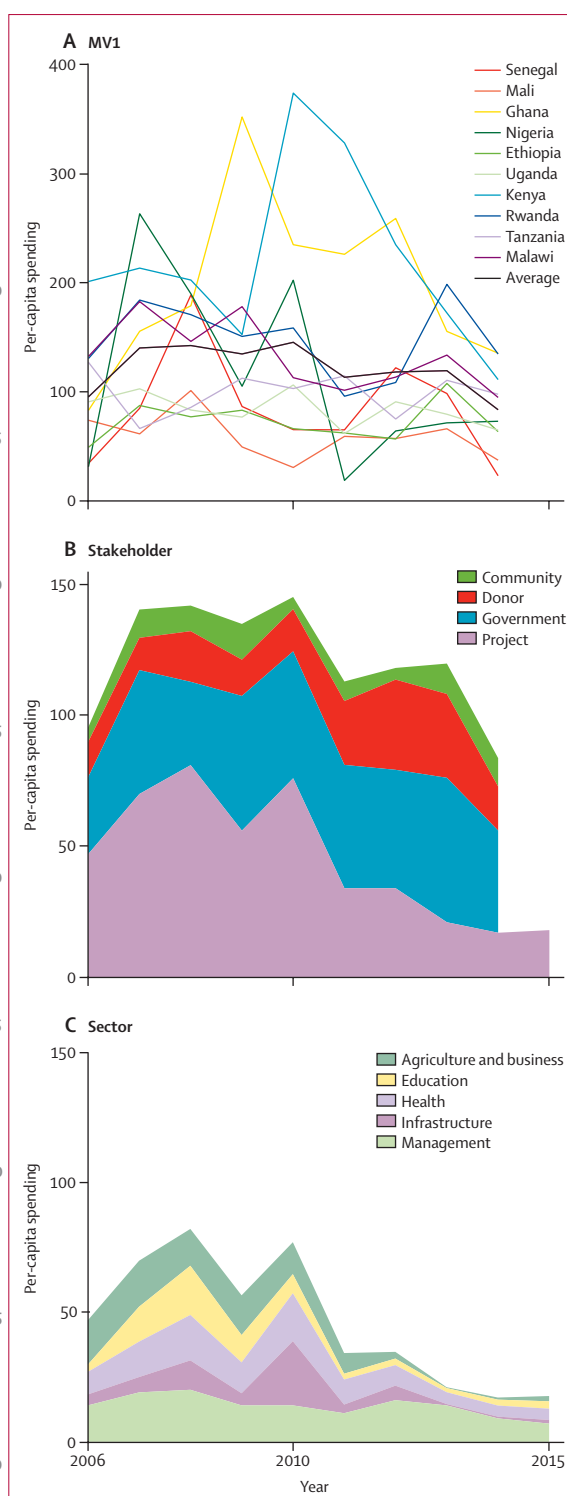 A MV1
400
300
200
100
0
Per-capita spending
Senegal
Mali
Ghana
Nigeria
Ethiopia
Uganda
Kenya
Rwanda
Tanzania
Malawi
Average
B Stakeholder
150
100
50
0
Per-capita spending
Community
Donor
Government
Project
C Sector
150
100
50
0
Per-capita spending
Agriculture and business
Education
Health
Infrastructure
Management
2006 2010 2015
Year